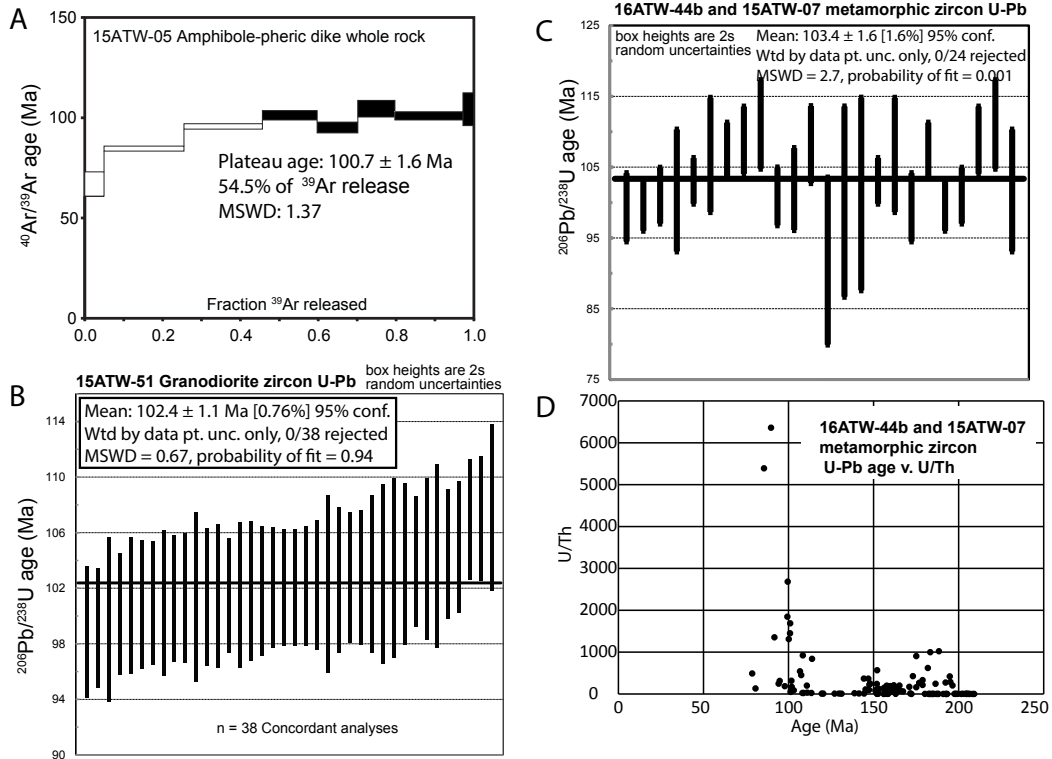 A
15ATW-05 Amphibole-pheric dike whole rock
Plateau age: 100.7 ± 1.6 Ma
54.5% of ³⁹Ar release
MSWD: 1.37
⁴⁰Ar/³⁹Ar age (Ma)
150
100
50
0
Fraction ³⁹Ar released
0.0
0.2
0.4
0.6
0.8
1.0
B
15ATW-51 Granodiorite zircon U-Pb
box heights are 2s
random uncertainties
Mean: 102.4 ± 1.1 Ma [0.76%] 95% conf.
Wtd by data pt. unc. only, 0/38 rejected
MSWD = 0.67, probability of fit = 0.94
²⁰⁶Pb/²³⁸U age (Ma)
114
110
106
102
98
94
90
n = 38 Concordant analyses
16ATW-44b and 15ATW-07 metamorphic zircon U-Pb
C
box heights are 2s
random uncertainties
Mean: 103.4 ± 1.6 [1.6%] 95% conf.
Wtd by data pt. unc. only, 0/24 rejected
MSWD = 2.7, probability of fit = 0.001
²⁰⁶Pb/²³⁸U age (Ma)
125
115
105
95
85
75
D
16ATW-44b and 15ATW-07
metamorphic zircon
U-Pb age v. U/Th
U/Th
7000
6000
5000
4000
3000
2000
1000
0
0
50
100
150
200
250
Age (Ma)